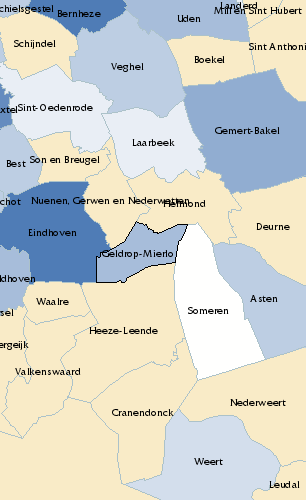 chielsgestel
Bernheze
Landerd
Mill en Sint Hubert
Uden
Schijndel
Sint Anthoni
Boekel
Veghel
xtel
Sint-Oedenrode
Gemert-Bakel
Laarbeek
Best
Son en Breugel
chot
Nuenen, Gerwen en Nederwetten
Helmond
Deurne
Eindhoven
Geldrop-Mierlo
ldhoven
Waalre
Asten
sel
Someren
Heeze-Leende
ergeijk
Valkenswaard
Nederweert
Cranendonck
Weert
Leudal